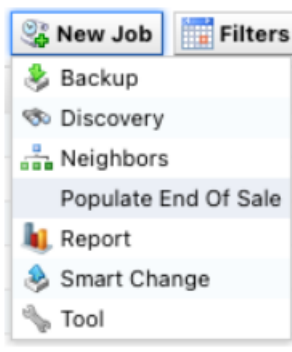 New Job Filters
Backup
Discovery
Neighbors
Populate End Of Sale
Report
Smart Change
Tool